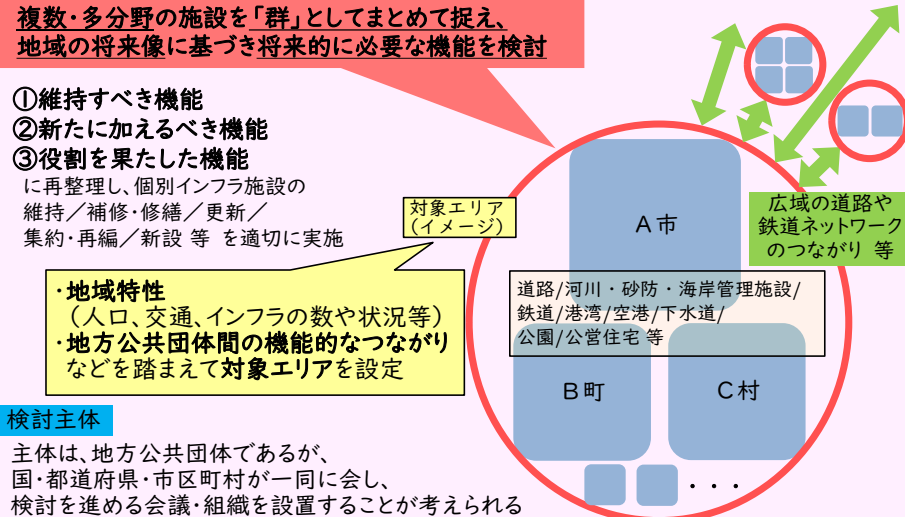 複数・多分野の施設を「群」としてまとめて捉え、
地域の将来像に基づき将来的に必要な機能を検討
①維持すべき機能
②新たに加えるべき機能
③役割を果たした機能
に再整理し、個別インフラ施設の
維持/補修・修繕/更新/
集約・再編/新設 等 を適切に実施
対象エリア
(イメージ)
・地域特性
(人口、交通、インフラの数や状況等)
・地方公共団体間の機能的なつながり
などを踏まえて対象エリアを設定
検討主体
主体は、地方公共団体であるが、
国・都道府県・市区町村が一同に会し、
検討を進める会議・組織を設置することが考えられる
A市
道路/河川・砂防・海岸管理施設/
鉄道/港湾/空港/下水道/
公園/公営住宅 等
B町
C村
・・・
広域の道路や
鉄道ネットワーク
のつながり 等